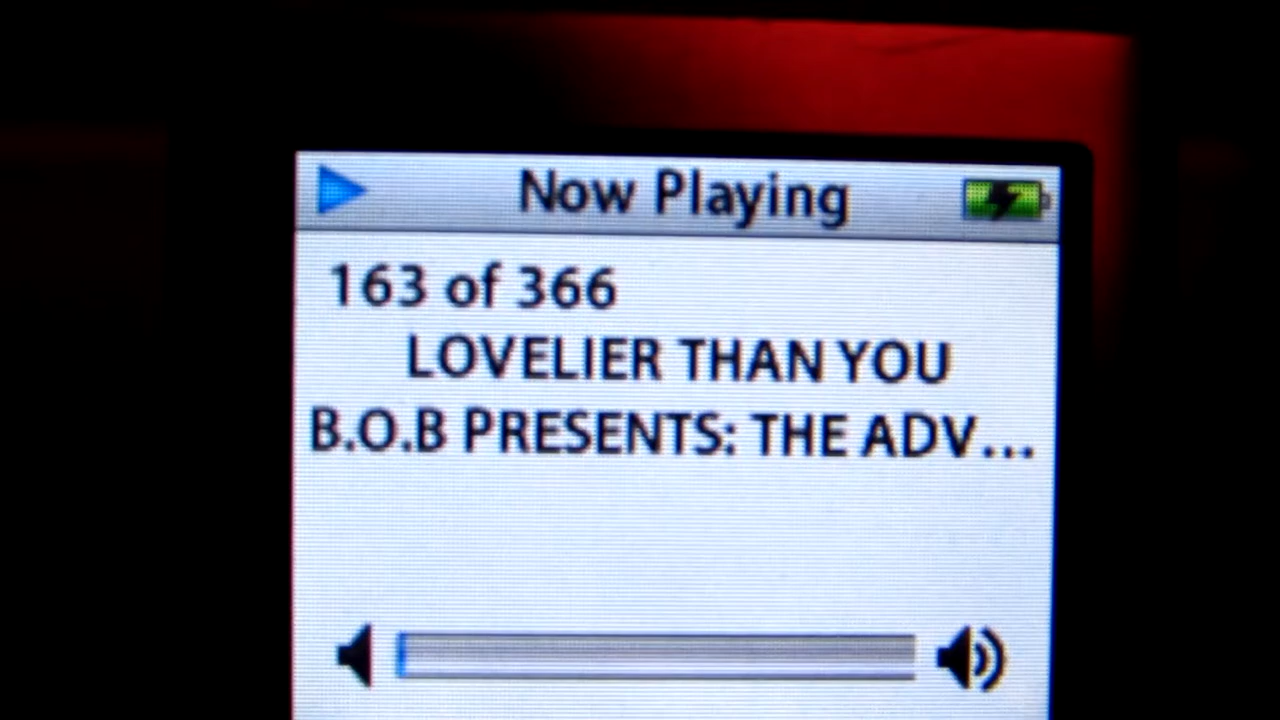 Now Playing
163 of 366
LOVELIER THAN YOU
B.O.B PRESENTS: THE ADV...